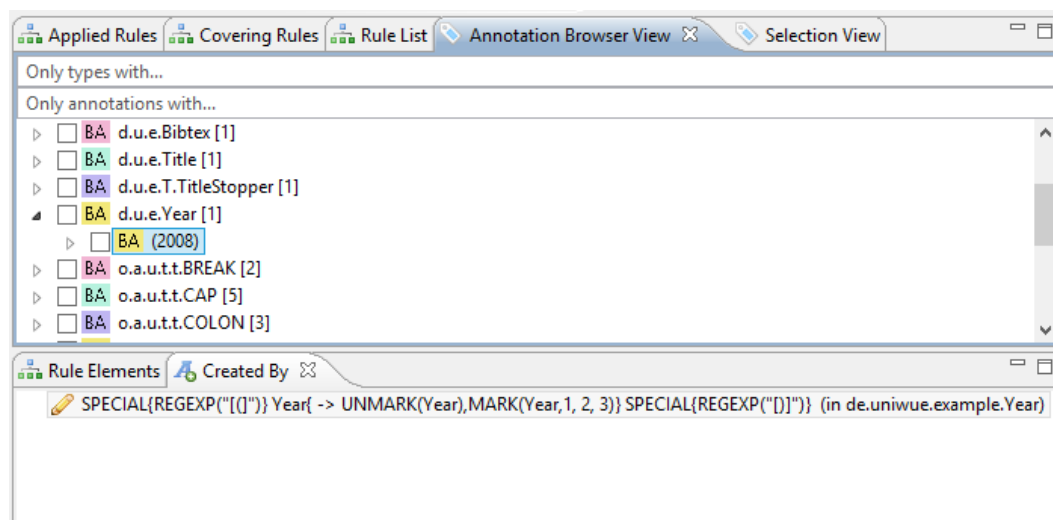 Applied Rules Covering Rules Rule List Annotation Browser View Selection View
Only types with...
Only annotations with...
BA d.u.e.Bibtex [1]
BA d.u.e.Title [1]
BA d.u.e.T.TitleStopper [1]
BA d.u.e.Year [1]
BA (2008)
BA o.a.u.t.t.BREAK [2]
BA o.a.u.t.t.CAP [5]
BA o.a.u.t.t.COLON [3]
Rule Elements Created By
SPECIAL{REGEXP("[(]")} Year{ -> UNMARK(Year),MARK(Year,1, 2, 3)} SPECIAL{REGEXP("[)]")} (in de.uniwue.example.Year)